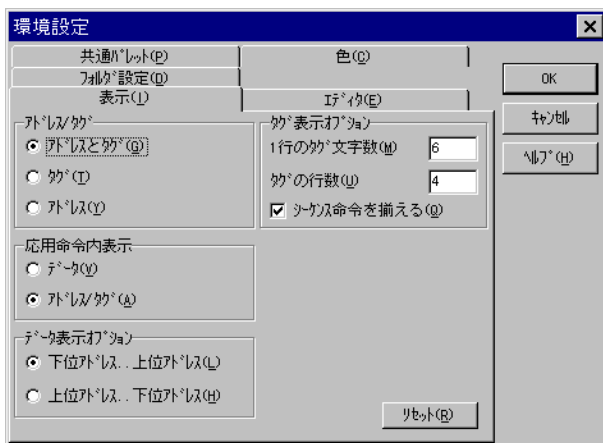 環境設定
共通ﾊﾟﾚｯﾄ(P)
色(C)
ﾌｫﾙﾀﾞ設定(D)
表示(I)
ｴﾃﾞｨﾀ(E)
OK
ｷｬﾝｾﾙ
ﾍﾙﾌﾟ(H)
ｱﾄﾞﾚｽ/ﾀｸﾞ
ｱﾄﾞﾚｽとﾀｸﾞ(G)
ﾀｸﾞ(T)
ｱﾄﾞﾚｽ(Y)
ﾀｸﾞ表示ｵﾌﾟｼｮﾝ
1行のﾀｸﾞ文字数(M) 6
ﾀｸﾞの行数(U) 4
ｼｰｹﾝｽ命令を揃える(Q)
応用命令内表示
ﾃﾞｰﾀ(V)
ｱﾄﾞﾚｽ/ﾀｸﾞ(A)
ﾃﾞｰﾀ表示ｵﾌﾟｼｮﾝ
下位ｱﾄﾞﾚｽ..上位ｱﾄﾞﾚｽ(L)
上位ｱﾄﾞﾚｽ..下位ｱﾄﾞﾚｽ(H)
ﾘｾｯﾄ(R)